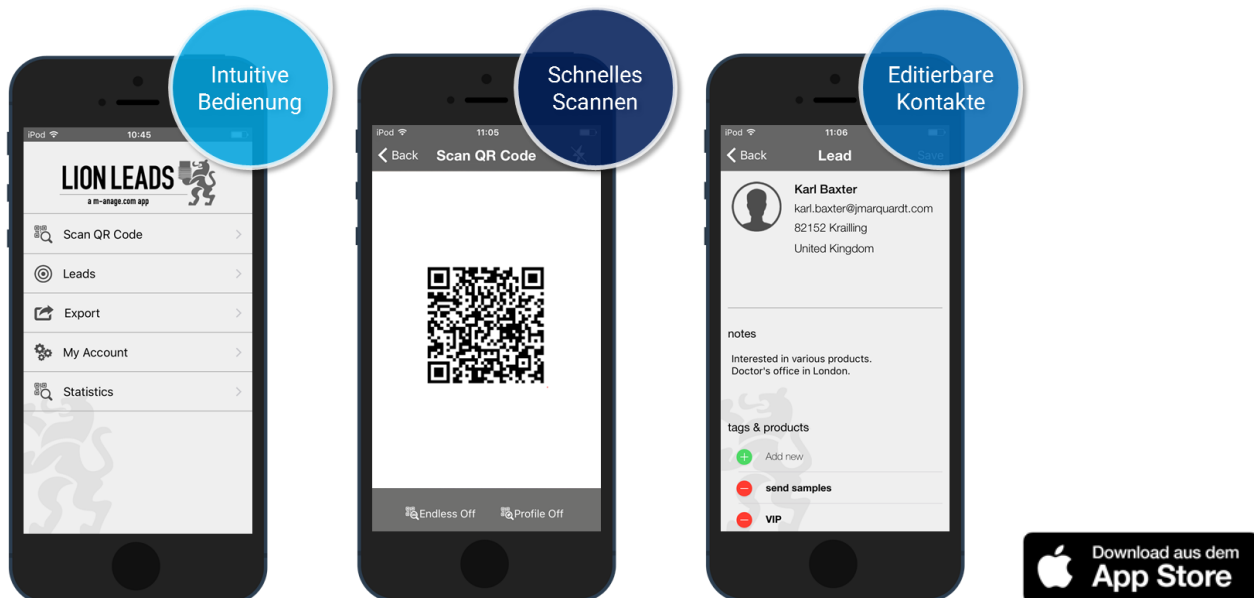 Intuitive
Bedienung
iPod
10:45
LION LEADS
a m-anage.com app
Scan QR Code
Leads
Export
My Account
Statistics
Schnelles
Scannen
iPod
11:05
Back
Scan QR Code
Endless Off
Profile Off
Editierbare
Kontakte
iPod
11:06
Back
Lead
Save
Karl Baxter
karl.baxter@jmarquardt.com
82152 Krailling
United Kingdom
notes
Interested in various products.
Doctor's office in London.
tags & products
Add new
send samples
VIP
Download aus dem
App Store